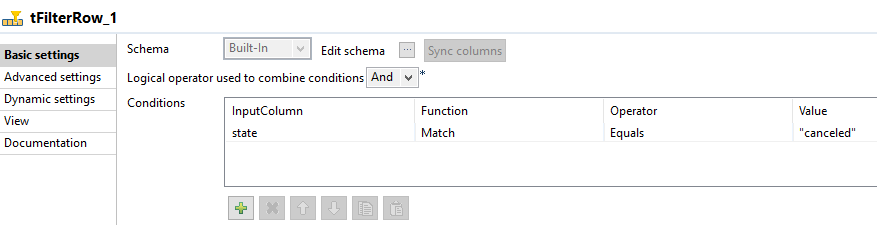 tFilterRow_1
Basic settings
Advanced settings
Dynamic settings
View
Documentation
Schema Built-In Edit schema ... Sync columns
Logical operator used to combine conditions And *
Conditions
InputColumn Function Operator Value
state Match Equals "canceled"